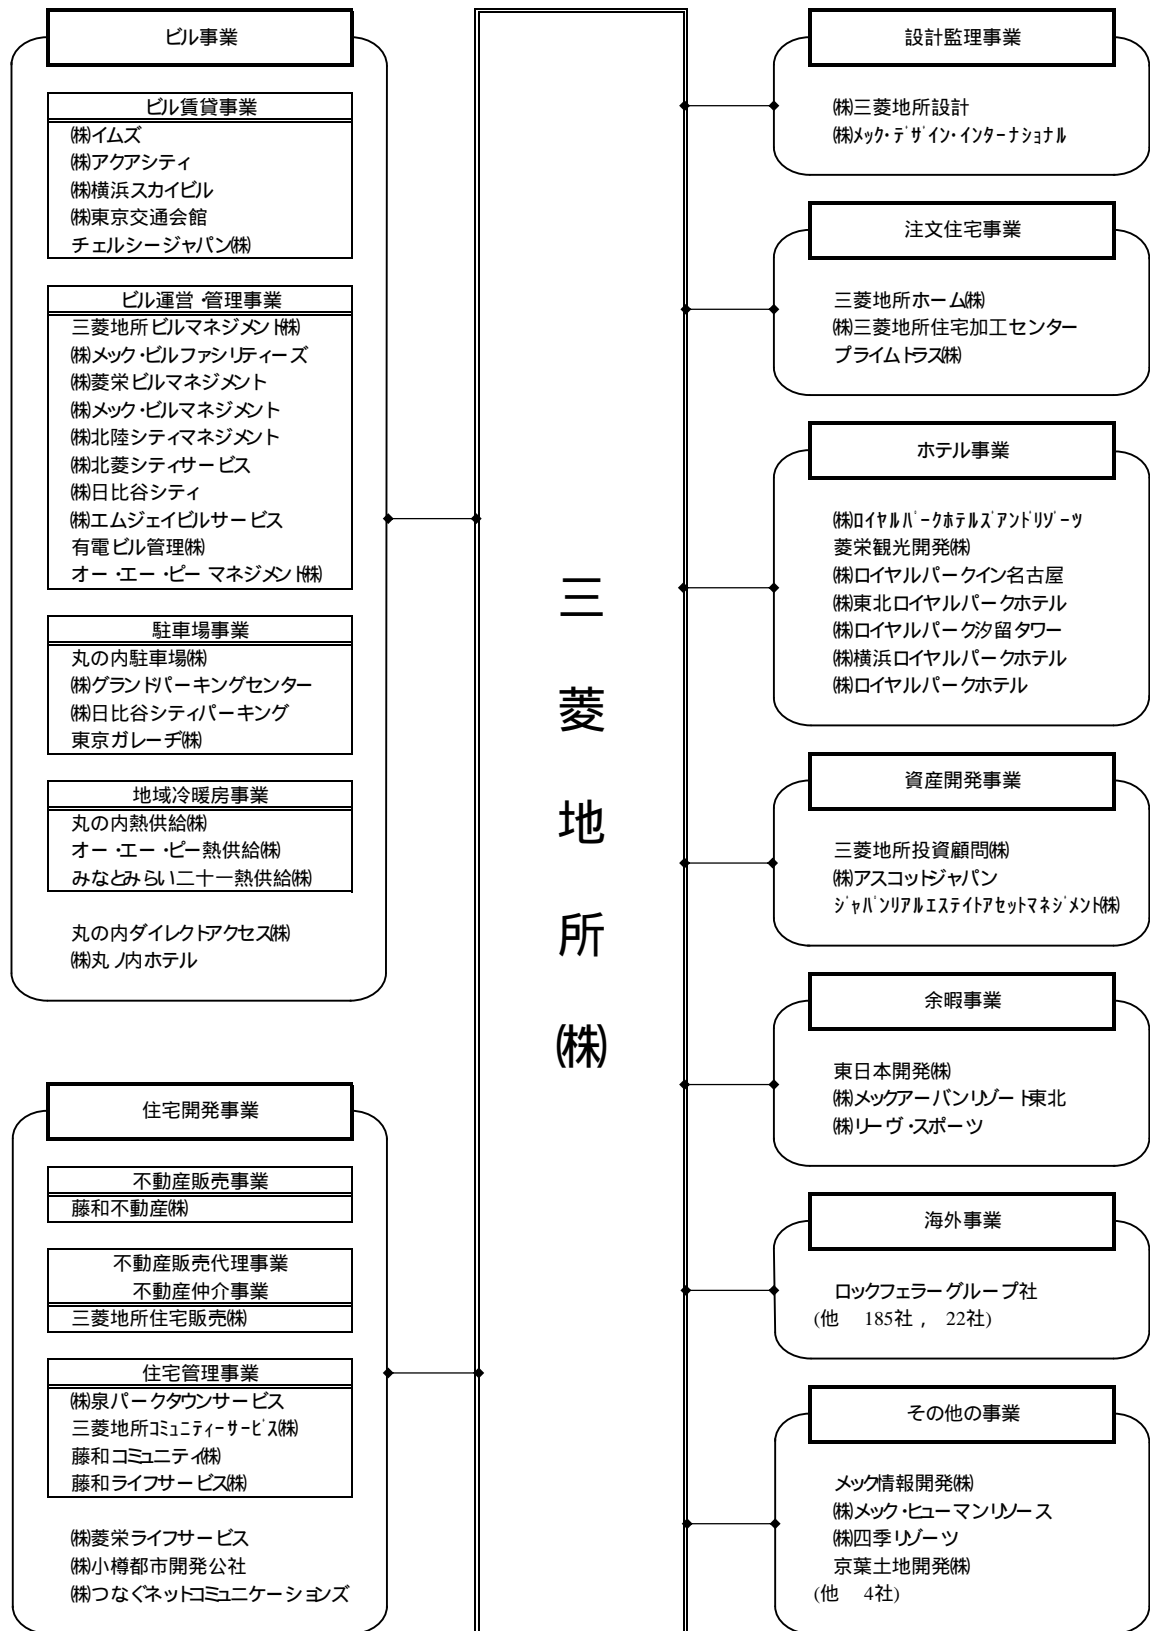 ビル事業
ビル賃貸事業
㈱イムズ
㈱アクアシティ
㈱横浜スカイビル
㈱東京交通会館
チェルシージャパン㈱
ビル運営・管理事業
三菱地所ビルマネジメント㈱
㈱メック・ビルファシリティーズ
㈱菱栄ビルマネジメント
㈱メック・ビルマネジメント
㈱北陸シティマネジメント
㈱北菱シティサービス
㈱日比谷シティ
㈱エムジェイビルサービス
有電ビル管理㈱
オー・エー・ピー マネジメント㈱
駐車場事業
丸の内駐車場㈱
㈱グランドパーキングセンター
㈱日比谷シティパーキング
東京ガレーヂ㈱
地域冷暖房事業
丸の内熱供給㈱
オー・エー・ピー熱供給㈱
みなとみらい二十一熱供給㈱
丸の内ダイレクトアクセス㈱
㈱丸ノ内ホテル
住宅開発事業
不動産販売事業
藤和不動産㈱
不動産販売代理事業
不動産仲介事業
三菱地所住宅販売㈱
住宅管理事業
㈱泉パークタウンサービス
三菱地所ｺﾐｭﾆﾃｨｰｻｰﾋﾞｽ㈱
藤和コミュニティ㈱
藤和ライフサービス㈱
㈱菱栄ライフサービス
㈱小樽都市開発公社
㈱つなぐネットコミュニケーションズ
三菱地所㈱
設計監理事業
㈱三菱地所設計
㈱ﾒｯｸ･ﾃﾞｻﾞｲﾝ･ｲﾝﾀｰﾅｼｮﾅﾙ
注文住宅事業
三菱地所ホーム㈱
㈱三菱地所住宅加工センター
プライムトラス㈱
ホテル事業
㈱ﾛｲﾔﾙﾊﾟｰｸﾎﾃﾙｽﾞｱﾝﾄﾞﾘｿﾞｰﾂ
菱栄観光開発㈱
㈱ロイヤルパークイン名古屋
㈱東北ロイヤルパークホテル
㈱ロイヤルパーク汐留タワー
㈱横浜ロイヤルパークホテル
㈱ロイヤルパークホテル
資産開発事業
三菱地所投資顧問㈱
㈱アスコットジャパン
ｼﾞｬﾊﾟﾝﾘｱﾙｴｽﾃｲﾄｱｾｯﾄﾏﾈｼﾞﾒﾝﾄ㈱
余暇事業
東日本開発㈱
㈱メックアーバンリゾート東北
㈱リーヴ・スポーツ
海外事業
ロックフェラーグループ社
(他 185社 , 22社)
その他の事業
メック情報開発㈱
㈱メック・ヒューマンリソース
㈱四季リゾーツ
京葉土地開発㈱
(他 4社)